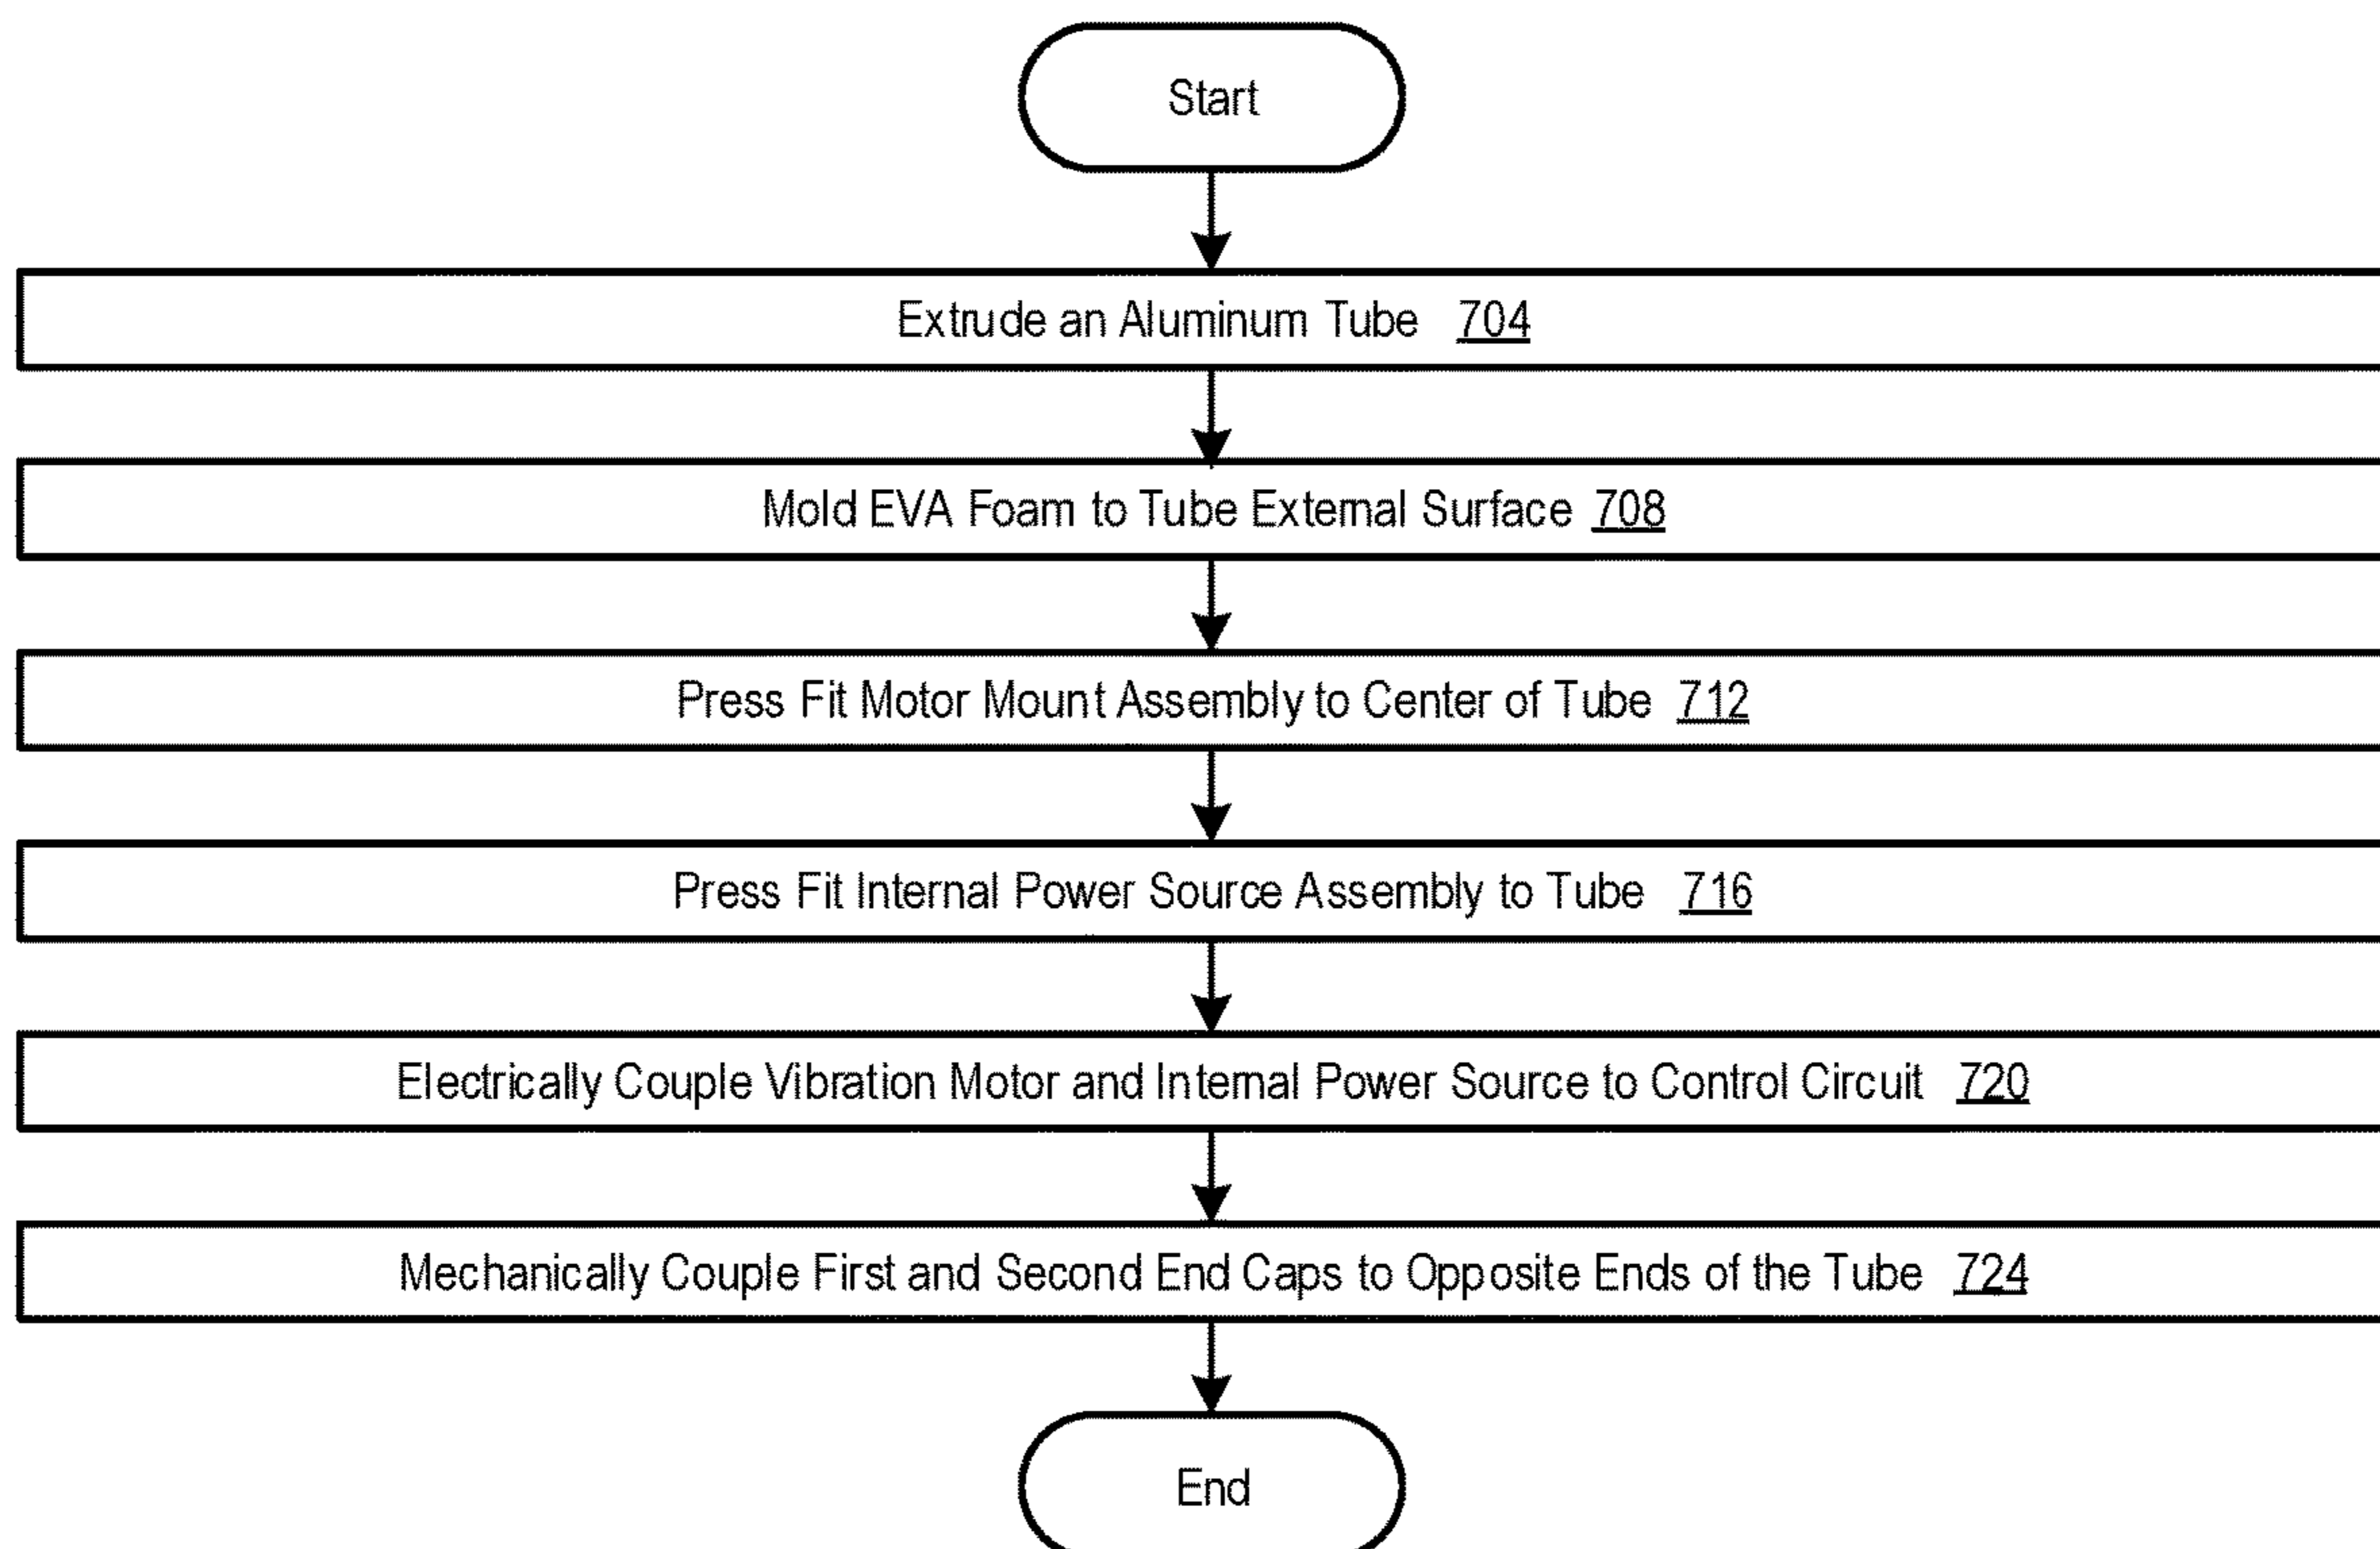 Start
Extrude an Aluminum Tube 704
Mold EVA Foam to Tube External Surface 708
Press Fit Motor Mount Assembly to Center of Tube 712
Press Fit Internal Power Source Assembly to Tube 716
Electrically Couple Vibration Motor and Internal Power Source to Control Circuit 720
Mechanically Couple First and Second End Caps to Opposite Ends of the Tube 724
End